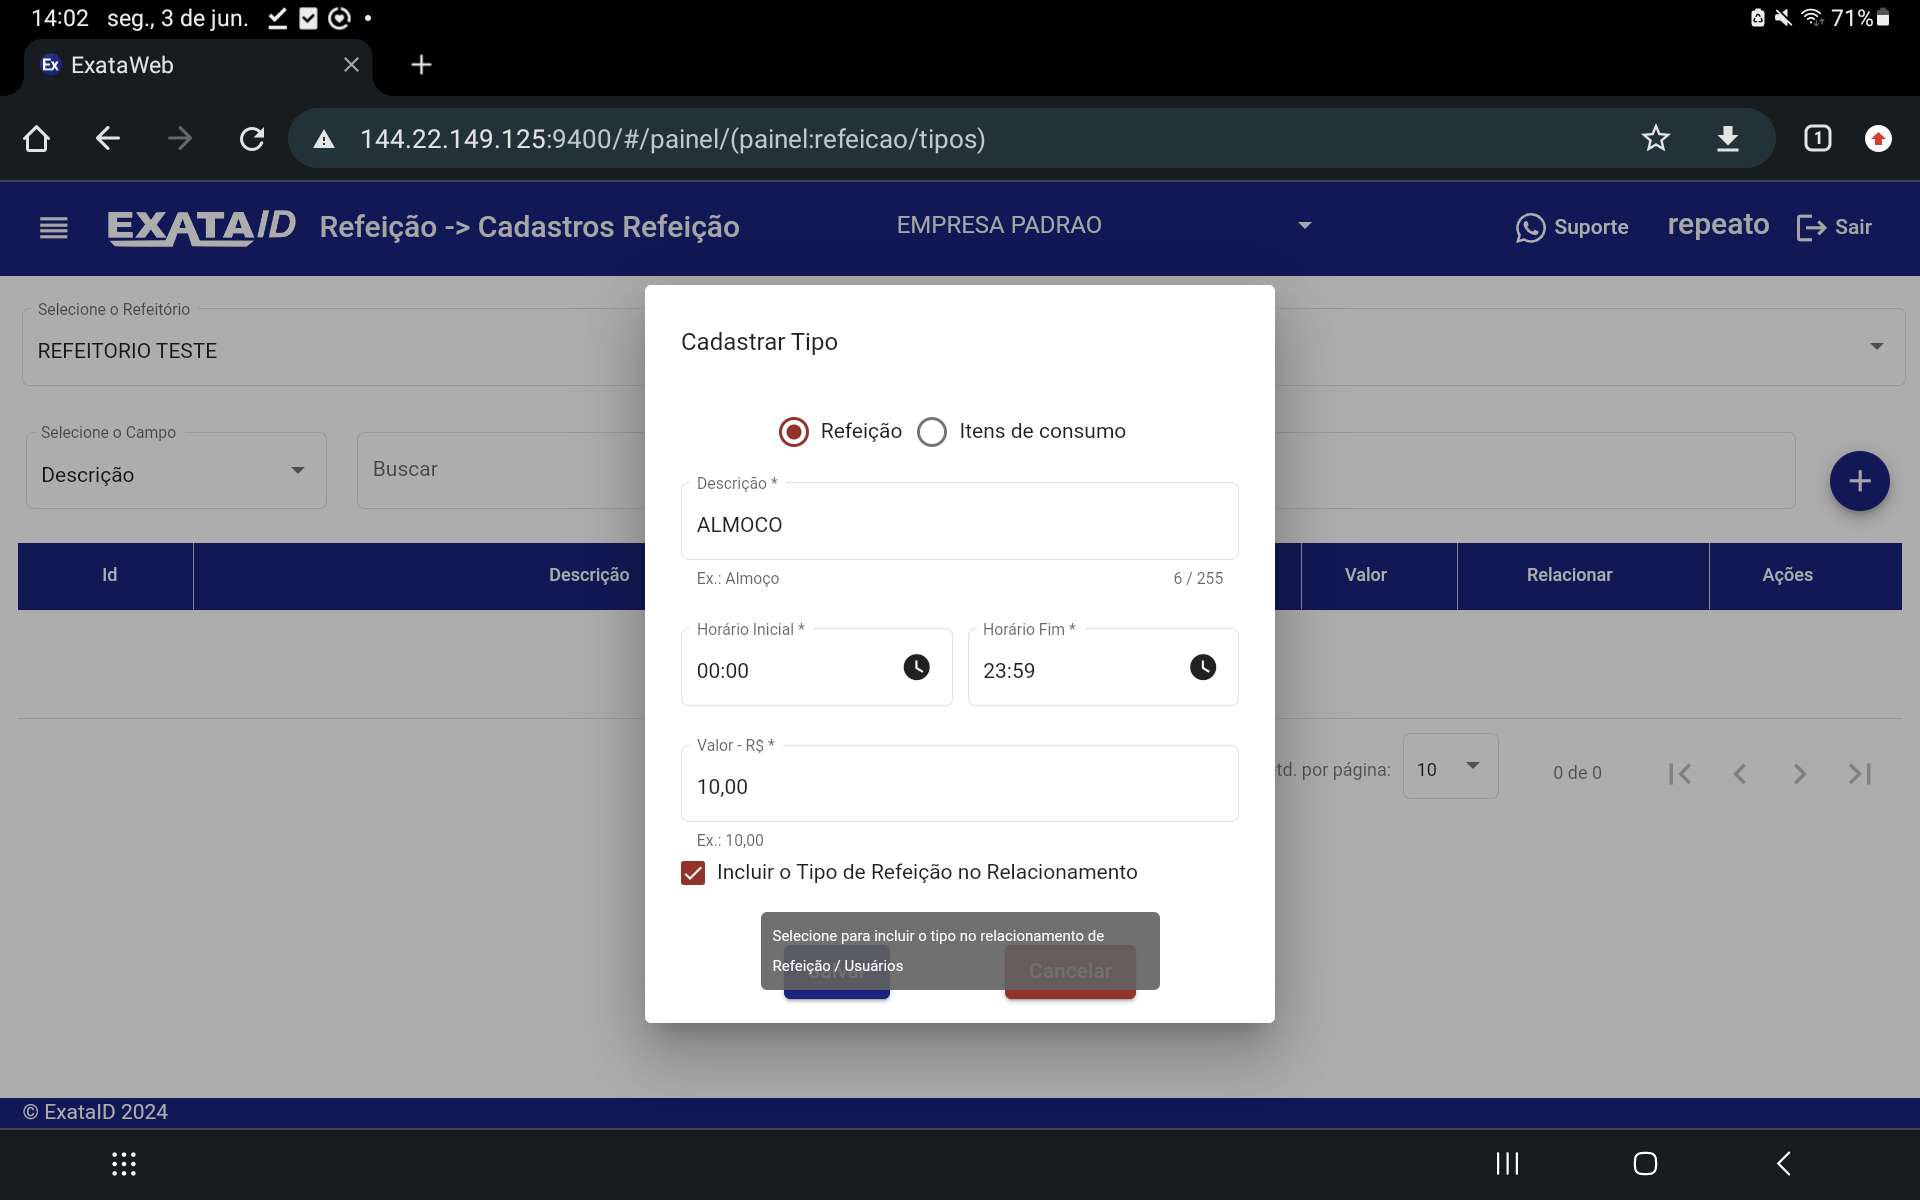 14:02 seg., 3 de jun. 71%
Ex ExataWeb
144.22.149.125:9400/#/painel/(painel:refeicao/tipos) 1
EXATAID Refeição -> Cadastros Refeição EMPRESA PADRAO Suporte repeato Sair
Selecione o Refeitório
REFEITORIO TESTE
Cadastrar Tipo
Refeição Itens de consumo
Selecione o Campo
Descrição
Buscar
Descrição *
ALMOCO
Ex.: Almoço 6 / 255
Id Descrição Valor Relacionar Ações
Horário Inicial * Horário Fim *
00:00 23:59
Valor - R$ *
10,00
Ex.: 10,00
td. por página: 10 0 de 0
Incluir o Tipo de Refeição no Relacionamento
Selecione para incluir o tipo no relacionamento de
Refeição / Usuários
Cancelar
© ExataID 2024